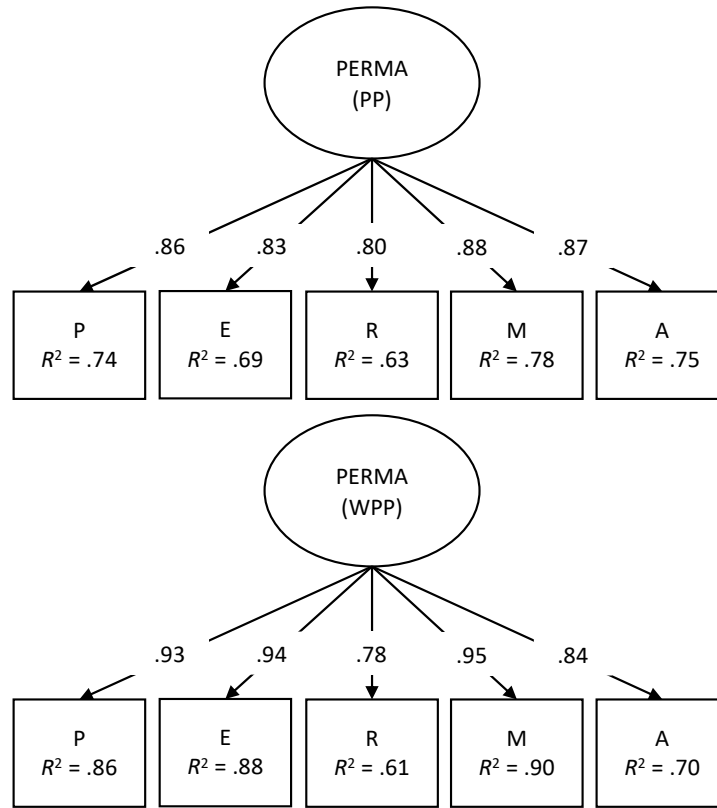 PERMA
(PP)
.86 .83 .80 .88 .87
P E R M A
R² = .74 R² = .69 R² = .63 R² = .78 R² = .75
PERMA
(WPP)
.93 .94 .78 .95 .84
P E R M A
R² = .86 R² = .88 R² = .61 R² = .90 R² = .70